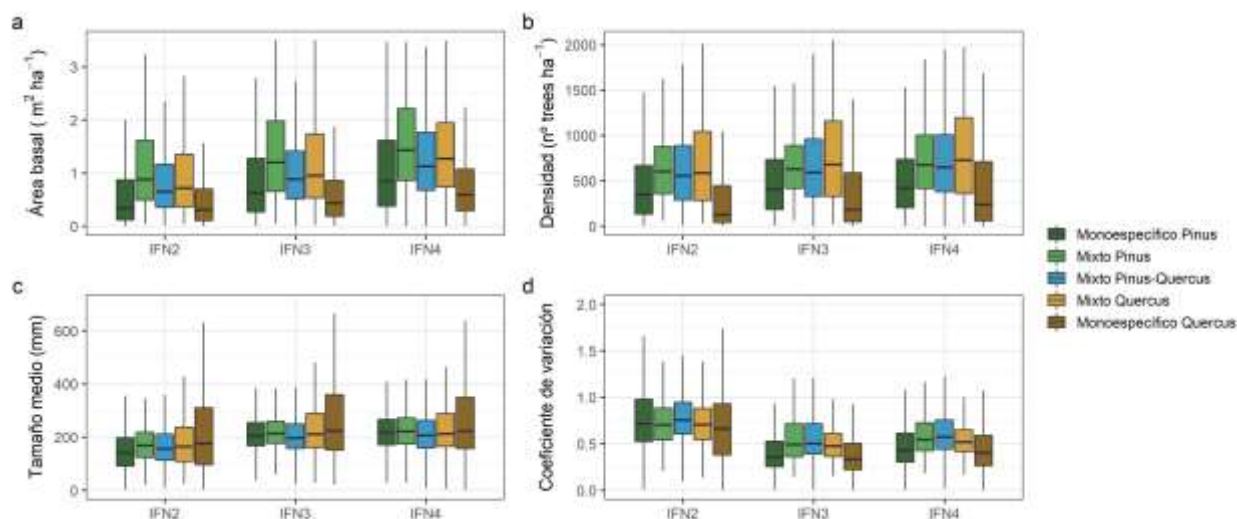 a
Área basal ( m² ha⁻¹)
3
2
1
0
IFN2 IFN3 IFN4
b
Densidad (nº trees ha⁻¹)
2000
1500
1000
500
0
IFN2 IFN3 IFN4
c
Tamaño medio (mm)
600
400
200
0
IFN2 IFN3 IFN4
d
Coeficiente de variación
2.0
1.5
1.0
0.5
0.0
IFN2 IFN3 IFN4
Monoespecífico Pinus
Mixto Pinus
Mixto Pinus-Quercus
Mixto Quercus
Monoespecífico Quercus